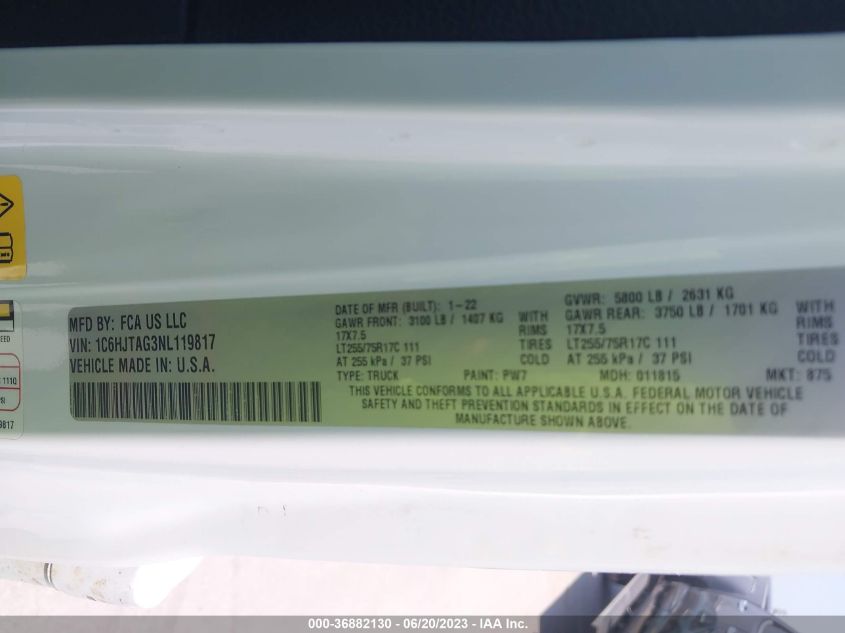 MFD BY: FCA US LLC
VIN: 1C6HJTAG3NL119817
VEHICLE MADE IN: U.S.A.
DATE OF MFR (BUILT): 1-22
GAWR FRONT: 3100 LB / 1407 KG WITH
17X7.5 RIMS
LT255/75R17C 111 TIRES
AT 255 kPa / 37 PSI COLD
GVWR: 5800 LB / 2631 KG
GAWR REAR: 3750 LB / 1701 KG WITH
17X7.5 RIMS
LT255/75R17C 111 TIRES
AT 255 kPa / 37 PSI COLD
TYPE: TRUCK PAINT: PW7 MDH: 011815 MKT: 875
THIS VEHICLE CONFORMS TO ALL APPLICABLE U.S.A. FEDERAL MOTOR VEHICLE
SAFETY AND THEFT PREVENTION STANDARDS IN EFFECT ON THE DATE OF
MANUFACTURE SHOWN ABOVE.
LED
C 111Q
PSI
9817
000-36882130 - 06/20/2023 - IAA Inc.